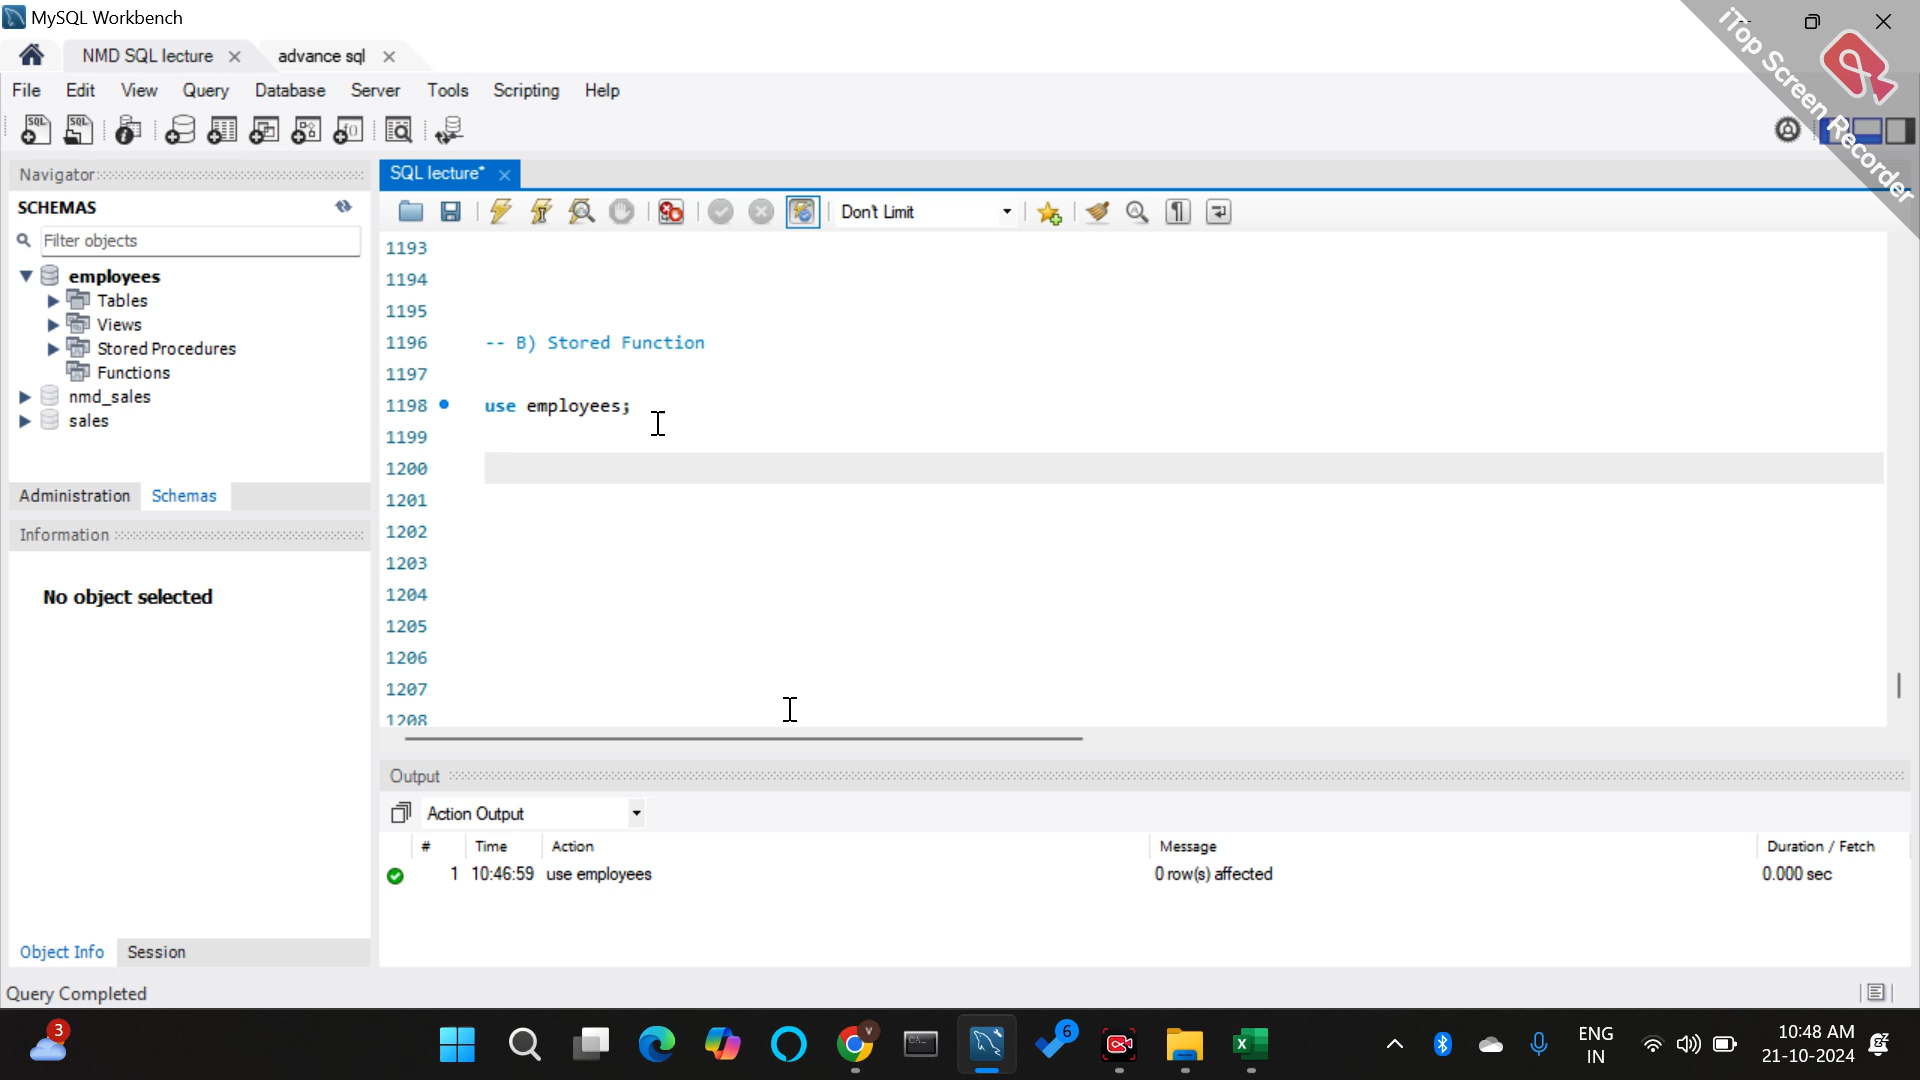 MySQL Workbench
NMD SQL lecture
advance sql
File Edit View Query Database Server Tools Scripting Help
iTop Screen Recorder
Navigator
SCHEMAS
Filter objects
employees
Tables
Views
Stored Procedures
Functions
nmd_sales
sales
Administration Schemas
Information
No object selected
Object Info Session
Query Completed
SQL lecture*
Don't Limit
1193
1194
1195
1196 -- B) Stored Function
1197
1198 use employees;
1199
1200
1201
1202
1203
1204
1205
1206
1207
1208
Output
Action Output
# Time Action Message Duration / Fetch
1 10:46:59 use employees 0 row(s) affected 0.000 sec
3
V
6
ENG
IN
10:48 AM
21-10-2024